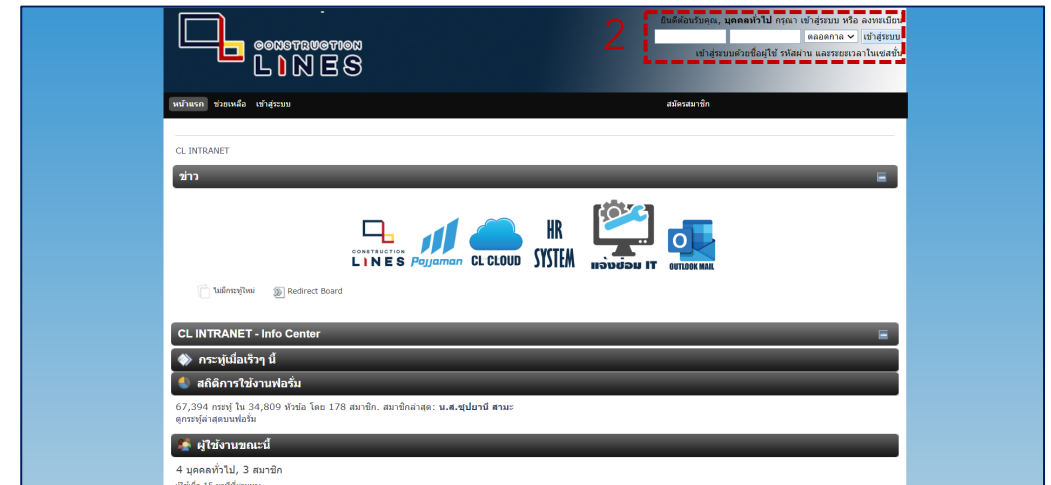 ยินดีต้อนรับคุณ, บุคคลทั่วไป กรุณา เข้าสู่ระบบ หรือ ลงทะเบียน
2
ตลอดกาล เข้าสู่ระบบ
เข้าสู่ระบบด้วยชื่อผู้ใช้ รหัสผ่าน และระยะเวลาในเซสชั่น
CONSTRUCTION
LINES
หน้าแรก ช่วยเหลือ เข้าสู่ระบบ สมัครสมาชิก
CL INTRANET
ข่าว
CONSTRUCTION
LINES
Pojjaman
CL CLOUD
HR
SYSTEM
แจ้งซ่อม IT
OUTLOOK MAIL
ไม่มีกระทู้ใหม่ Redirect Board
CL INTRANET - Info Center
กระทู้เมื่อเร็วๆ นี้
สถิติการใช้งานฟอรั่ม
67,394 กระทู้ ใน 34,809 หัวข้อ โดย 178 สมาชิก. สมาชิกล่าสุด: น.ส.ชุปยานี สามะ
ดูกระทู้ล่าสุดบนฟอรั่ม
ผู้ใช้งานขณะนี้
4 บุคคลทั่วไป, 3 สมาชิก